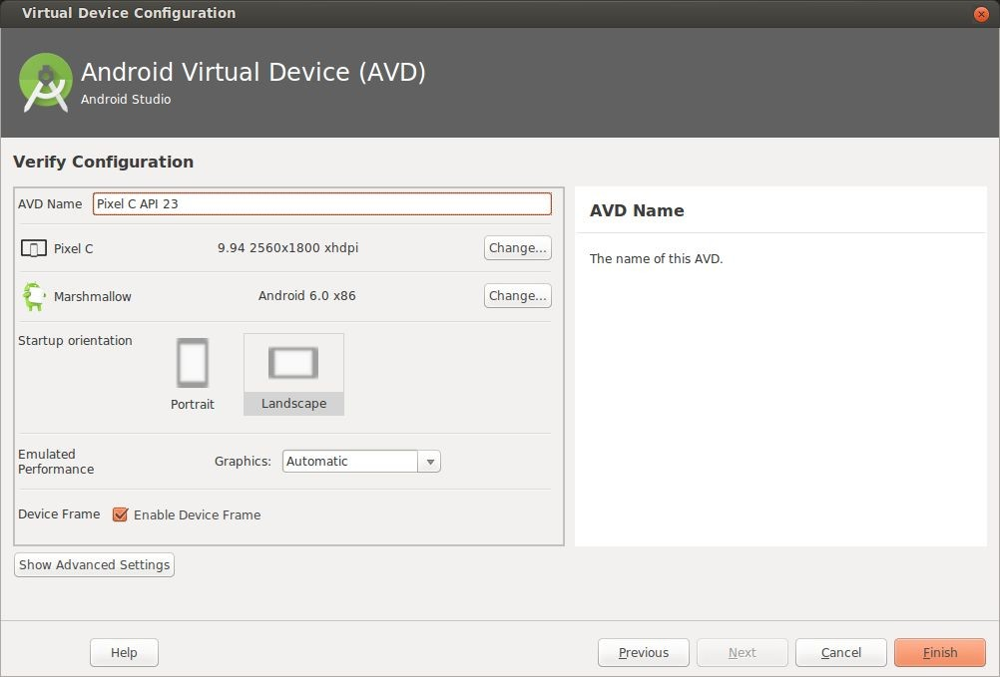 Virtual Device Configuration
Android Virtual Device (AVD)
Android Studio
Verify Configuration
AVD Name Pixel C API 23
Pixel C 9.94 2560x1800 xhdpi Change...
Marshmallow Android 6.0 x86 Change...
Startup orientation
Portrait Landscape
Emulated
Performance
Graphics: Automatic
Device Frame Enable Device Frame
Show Advanced Settings
AVD Name
The name of this AVD.
Help Previous Next Cancel Finish